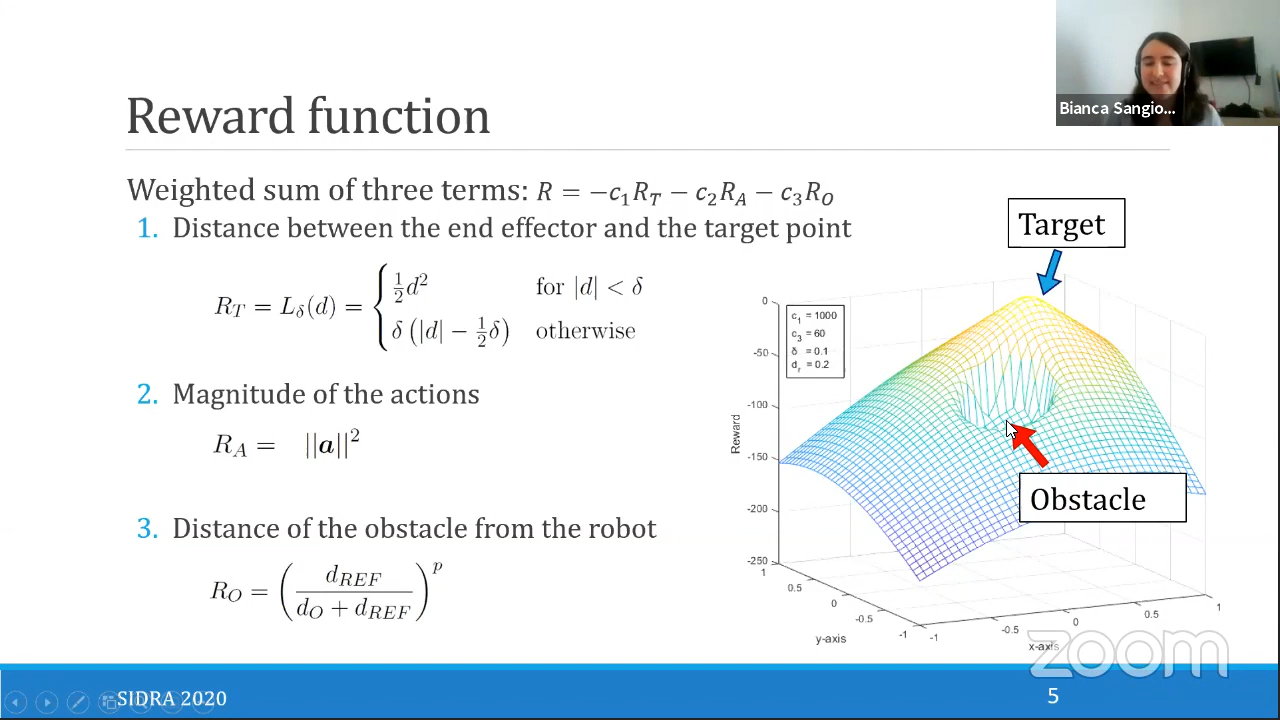 Bianca Sangio...
Reward function
Weighted sum of three terms: R = −c₁R_T − c₂R_A − c₃R_O
1. Distance between the end effector and the target point
R_T = L_δ(d) = { ½d² for |d| < δ
δ(|d| − ½δ) otherwise
2. Magnitude of the actions
R_A = ||a||²
3. Distance of the obstacle from the robot
R_O = (d_REF / (d_O + d_REF))^p
Target
c₁ = 1000
c₃ = 60
δ = 0.1
d_r = 0.2
Obstacle
Reward
0
-50
-100
-150
-200
-250
1
0.5
0
-0.5
-1
y-axis
-1
-0.5
0
0.5
1
x-axis
zoom
SIDRA 2020
5